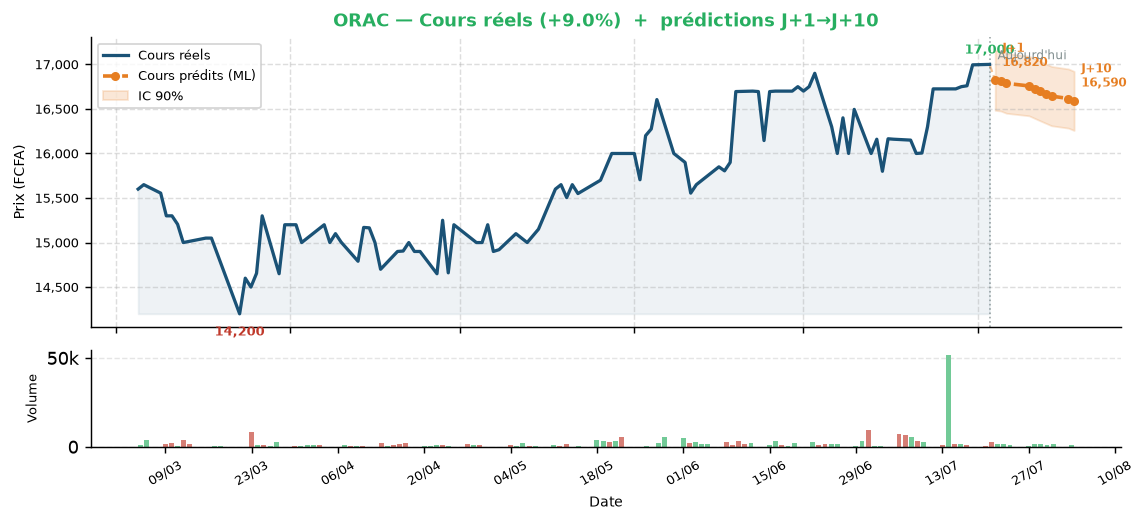 ORAC — Cours réels (+9.0%)  +  prédictions J+1→J+10
Cours réels
Cours prédits (ML)
IC 90%
17,000
J+1
16,820
Aujourd'hui
J+10
16,590
14,200
Prix (FCFA)
17,000
16,500
16,000
15,500
15,000
14,500
Volume
50k
0
09/03
23/03
06/04
20/04
04/05
18/05
01/06
15/06
29/06
13/07
27/07
10/08
Date